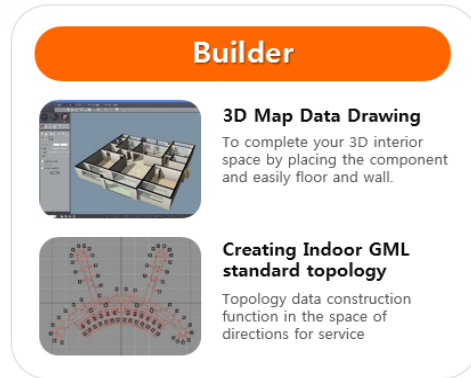 Builder
3D Map Data Drawing
To complete your 3D interior
space by placing the component
and easily floor and wall.
Creating Indoor GML
standard topology
Topology data construction
function in the space of
directions for service